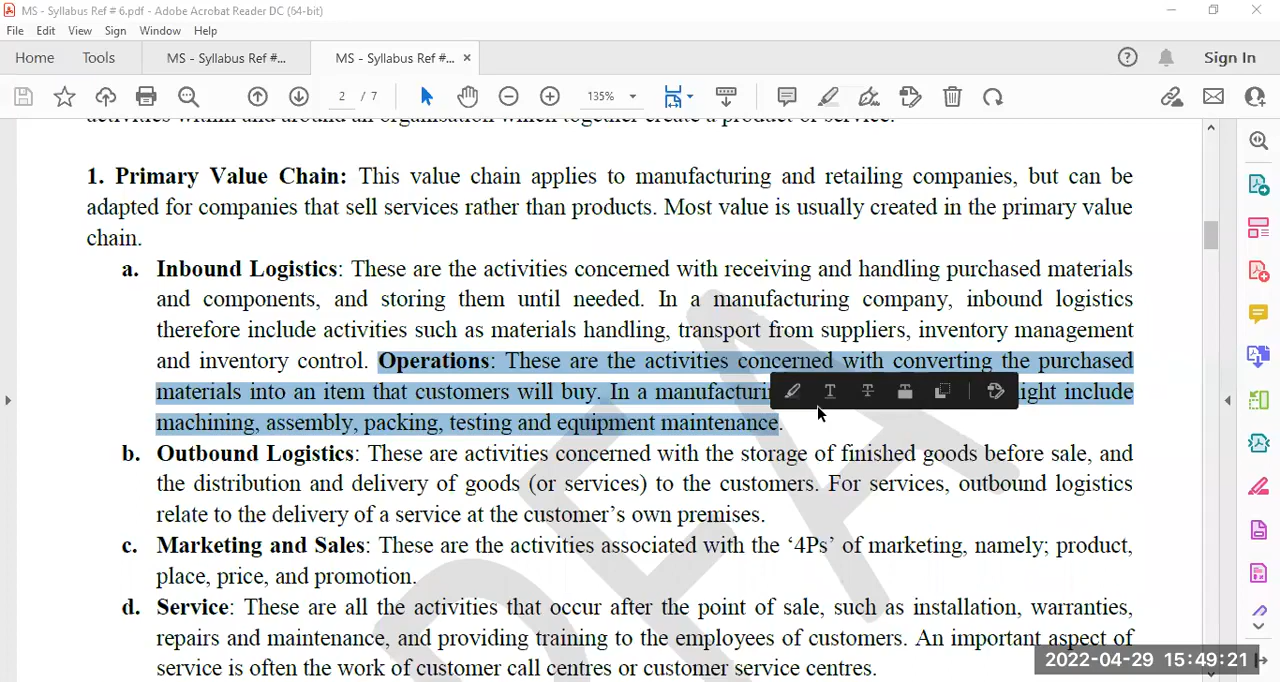 MS - Syllabus Ref # 6.pdf - Adobe Acrobat Reader DC (64-bit)
File Edit View Sign Window Help
Home Tools MS - Syllabus Ref #... MS - Syllabus Ref #... × Sign In
2 / 7 135%
activities within and around an organisation which together create a product or service.
1. Primary Value Chain: This value chain applies to manufacturing and retailing companies, but can be
adapted for companies that sell services rather than products. Most value is usually created in the primary value
chain.
a. Inbound Logistics: These are the activities concerned with receiving and handling purchased materials
and components, and storing them until needed. In a manufacturing company, inbound logistics
therefore include activities such as materials handling, transport from suppliers, inventory management
and inventory control. Operations: These are the activities concerned with converting the purchased
materials into an item that customers will buy. In a ight include
machining, assembly, packing, testing and equipment maintenance.
b. Outbound Logistics: These are activities concerned with the storage of finished goods before sale, and
the distribution and delivery of goods (or services) to the customers. For services, outbound logistics
relate to the delivery of a service at the customer's own premises.
c. Marketing and Sales: These are the activities associated with the '4Ps' of marketing, namely; product,
place, price, and promotion.
d. Service: These are all the activities that occur after the point of sale, such as installation, warranties,
repairs and maintenance, and providing training to the employees of customers. An important aspect of
service is often the work of customer call centres or customer service centres.
2022-04-29 15:49:21